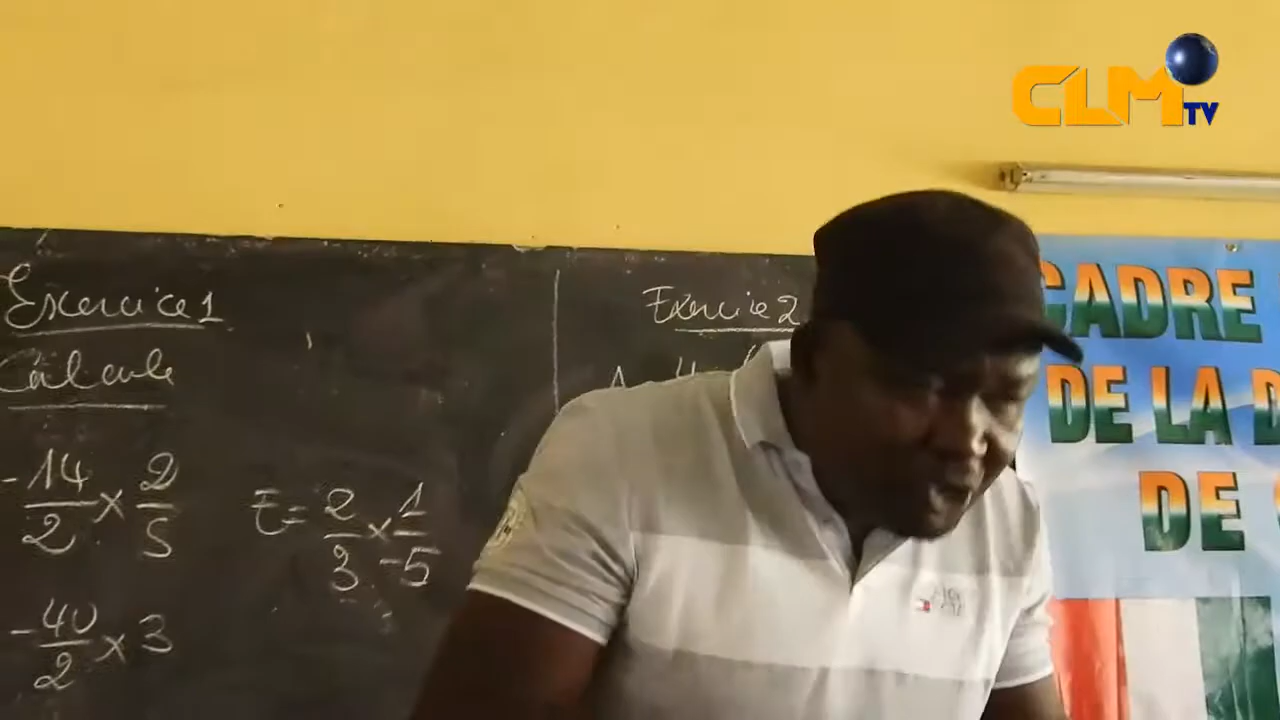 CLM TV
Exercice 1
Calcule
-14/2 × 2/5
E = 2/3 × 1/-5
-40/2 × 3
Exercice 2
CADRE
DE LA D
DE